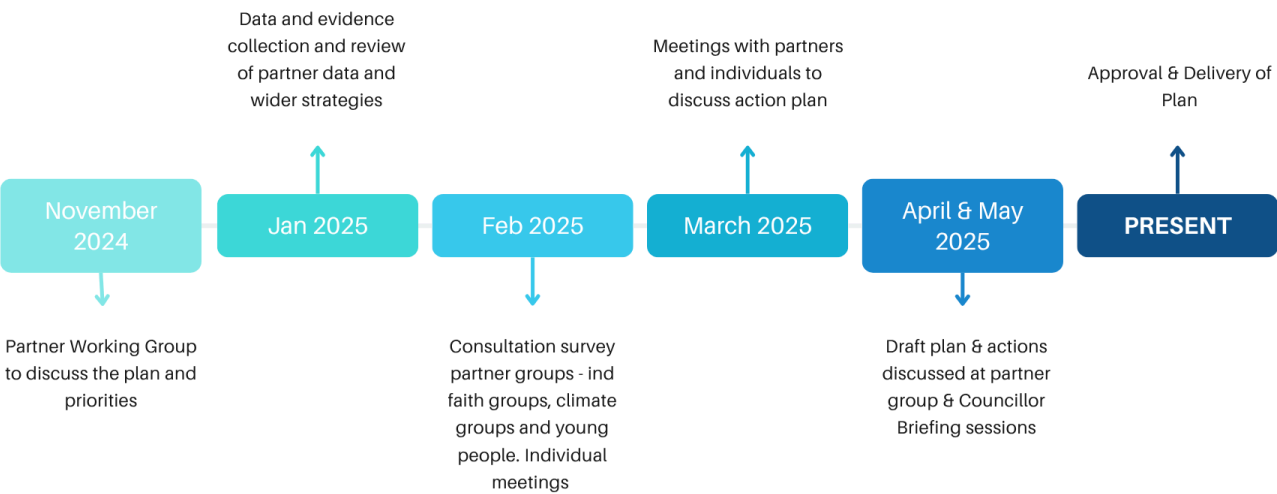 Data and evidence
collection and review
of partner data and
wider strategies
Meetings with partners
and individuals to
discuss action plan
Approval & Delivery of
Plan
November
2024
Jan 2025
Feb 2025
March 2025
April & May
2025
PRESENT
Partner Working Group
to discuss the plan and
priorities
Consultation survey
partner groups - ind
faith groups, climate
groups and young
people. Individual
meetings
Draft plan & actions
discussed at partner
group & Councillor
Briefing sessions